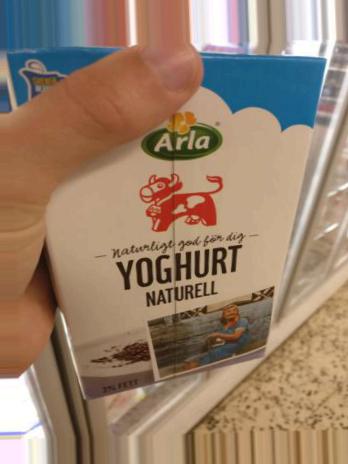 Arla
Naturligt god för dig
YOGHURT
NATURELL
3% FETT